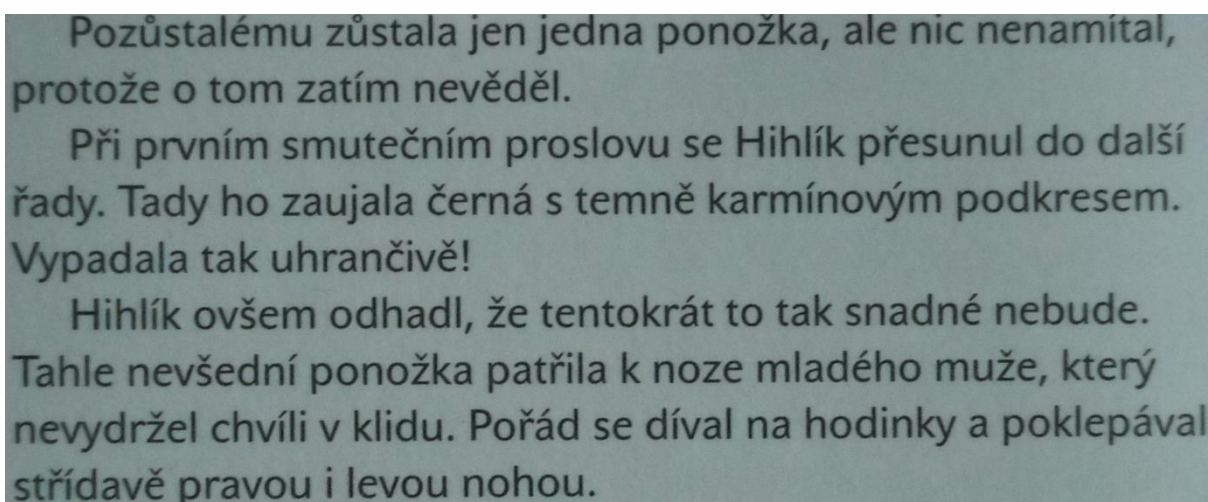 Pozůstalému zůstala jen jedna ponožka, ale nic nenamítal,
protože o tom zatím nevěděl.
Při prvním smutečním proslovu se Hihlík přesunul do další
řady. Tady ho zaujala černá s temně karmínovým podkresem.
Vypadala tak uhrančivě!
Hihlík ovšem odhadl, že tentokrát to tak snadné nebude.
Tahle nevšední ponožka patřila k noze mladého muže, který
nevydržel chvíli v klidu. Pořád se díval na hodinky a poklepával
střídavě pravou i levou nohou.